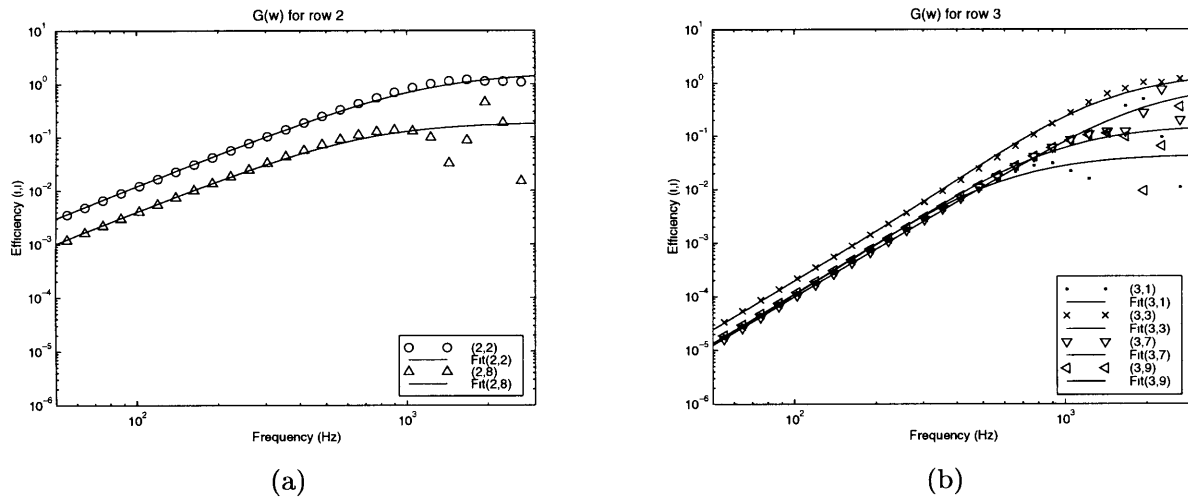 G(w) for row 2
10^1
10^0
10^-1
10^-2
10^-3
10^-4
10^-5
10^-6
Efficiency (i,i)
10^2
10^3
Frequency (Hz)
(2,2)
Fit(2,2)
(2,8)
Fit(2,8)
(a)
G(w) for row 3
10^1
10^0
10^-1
10^-2
10^-3
10^-4
10^-5
10^-6
Efficiency (i,i)
10^2
10^3
Frequency (Hz)
(3,1)
Fit(3,1)
(3,3)
Fit(3,3)
(3,7)
Fit(3,7)
(3,9)
Fit(3,9)
(b)